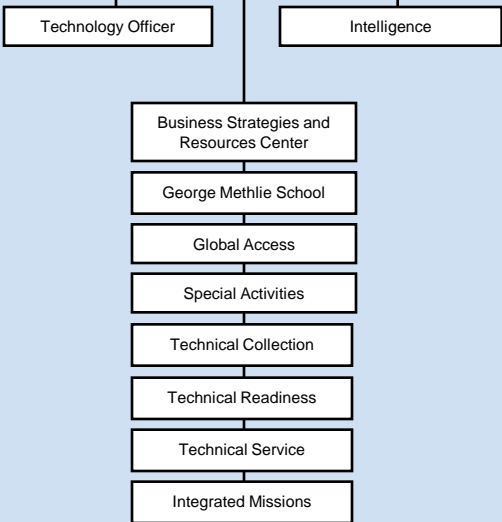 Technology Officer
Intelligence
Business Strategies and
Resources Center
George Methlie School
Global Access
Special Activities
Technical Collection
Technical Readiness
Technical Service
Integrated Missions